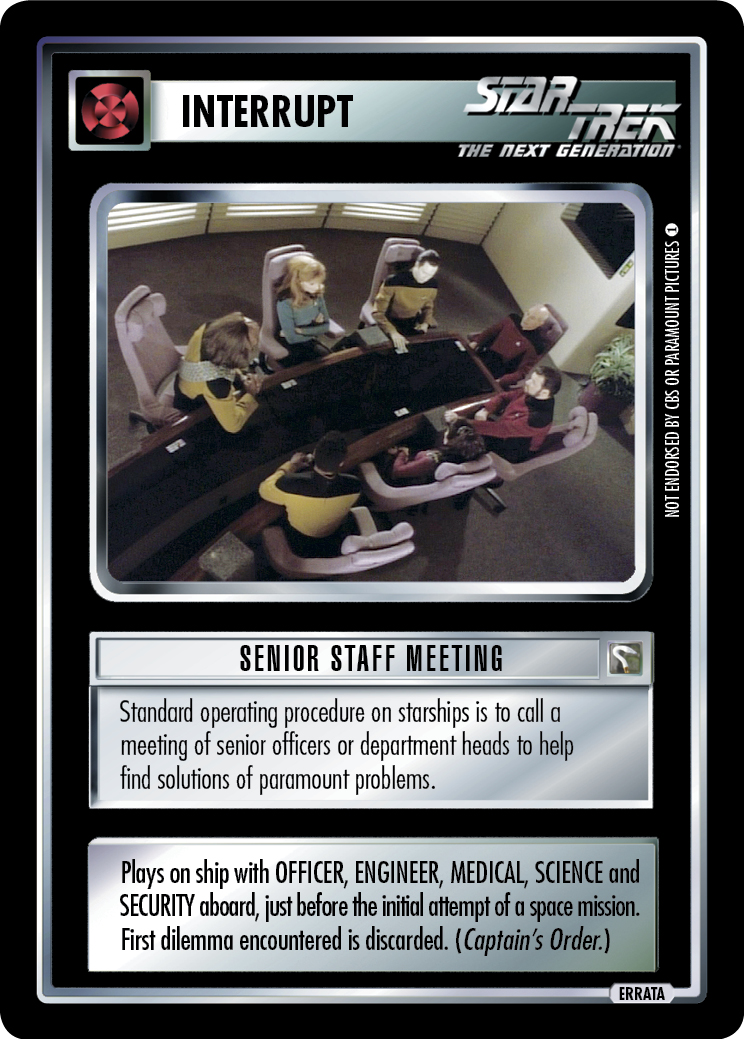 INTERRUPT
STAR TREK
THE NEXT GENERATION
NOT ENDORSED BY CBS OR PARAMOUNT PICTURES 1
SENIOR STAFF MEETING
Standard operating procedure on starships is to call a
meeting of senior officers or department heads to help
find solutions of paramount problems.
Plays on ship with OFFICER, ENGINEER, MEDICAL, SCIENCE and
SECURITY aboard, just before the initial attempt of a space mission.
First dilemma encountered is discarded. (Captain's Order.)
ERRATA